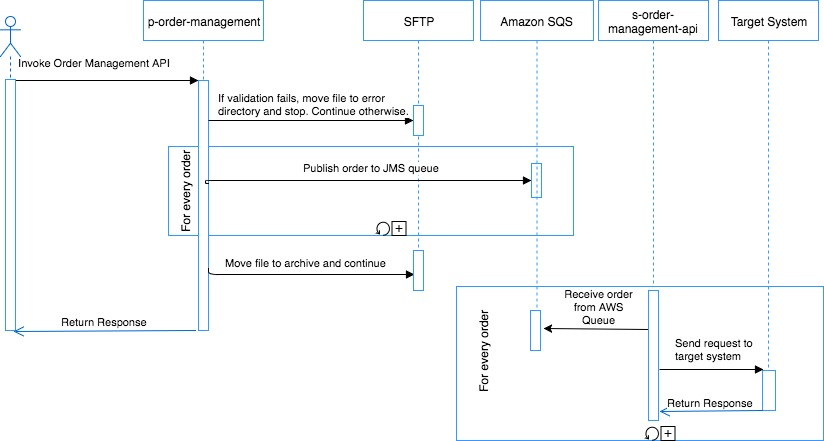 p-order-management
SFTP
Amazon SQS
s-order-
management-api
Target System
Invoke Order Management API
If validation fails, move file to error
directory and stop. Continue otherwise.
For every order
Publish order to JMS queue
Move file to archive and continue
Return Response
For every order
Receive order
from AWS
Queue
Send request to
target system
Return Response